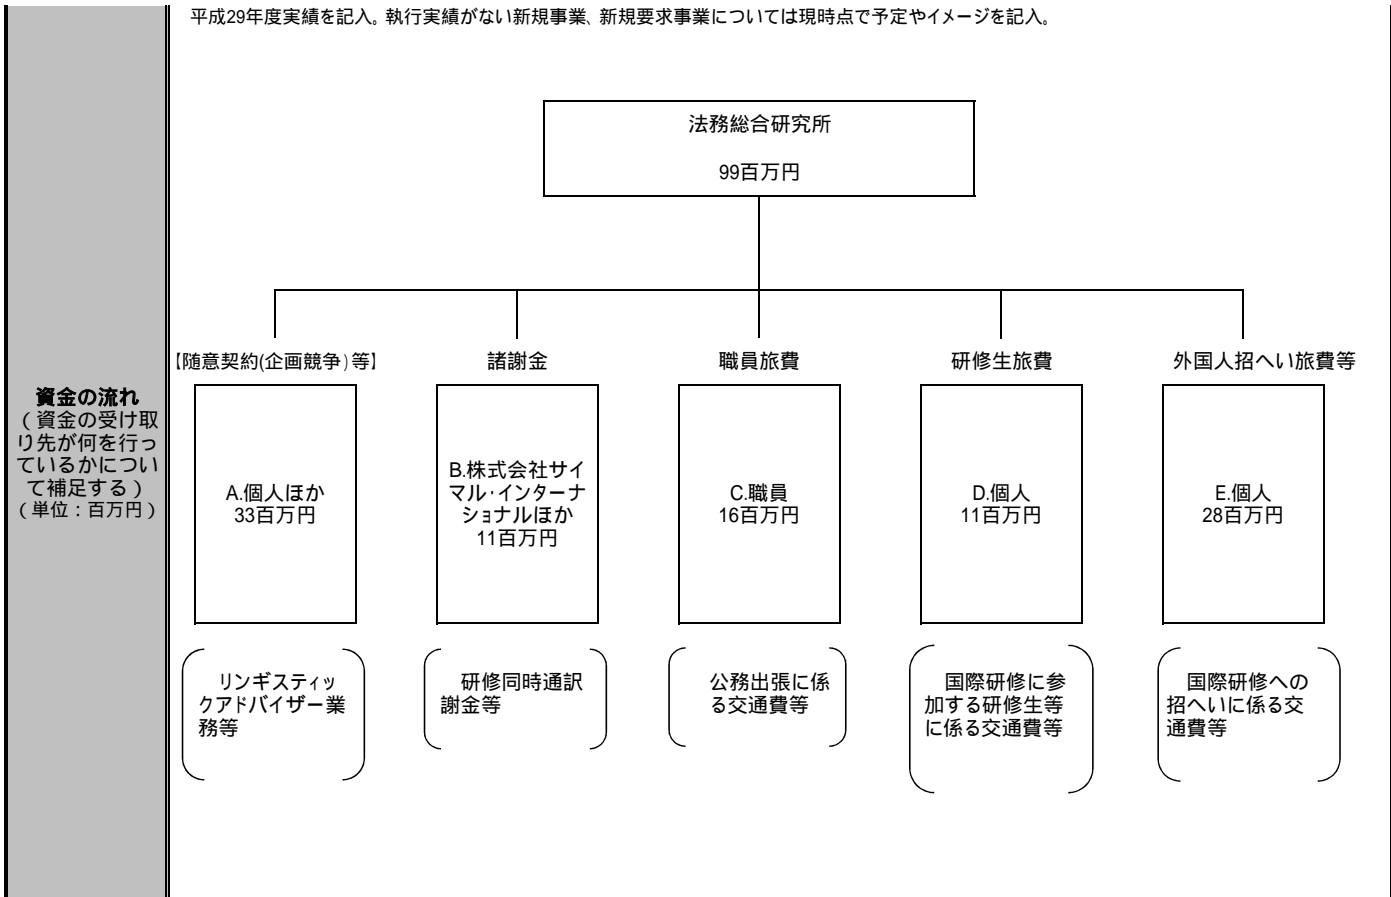 平成29年度実績を記入。執行実績がない新規事業、新規要求事業については現時点で予定やイメージを記入。
法務総合研究所
99百万円
資金の流れ
（資金の受け取
り先が何を行っ
ているかについ
て補足する）
（単位：百万円）
【随意契約(企画競争)等】
A.個人ほか
33百万円
リンギスティッ
クアドバイザー業
務等
諸謝金
B.株式会社サイ
マル・インターナ
ショナルほか
11百万円
研修同時通訳
謝金等
職員旅費
C.職員
16百万円
公務出張に係
る交通費等
研修生旅費
D.個人
11百万円
国際研修に参
加する研修生等
に係る交通費等
外国人招へい旅費等
E.個人
28百万円
国際研修への
招へいに係る交
通費等